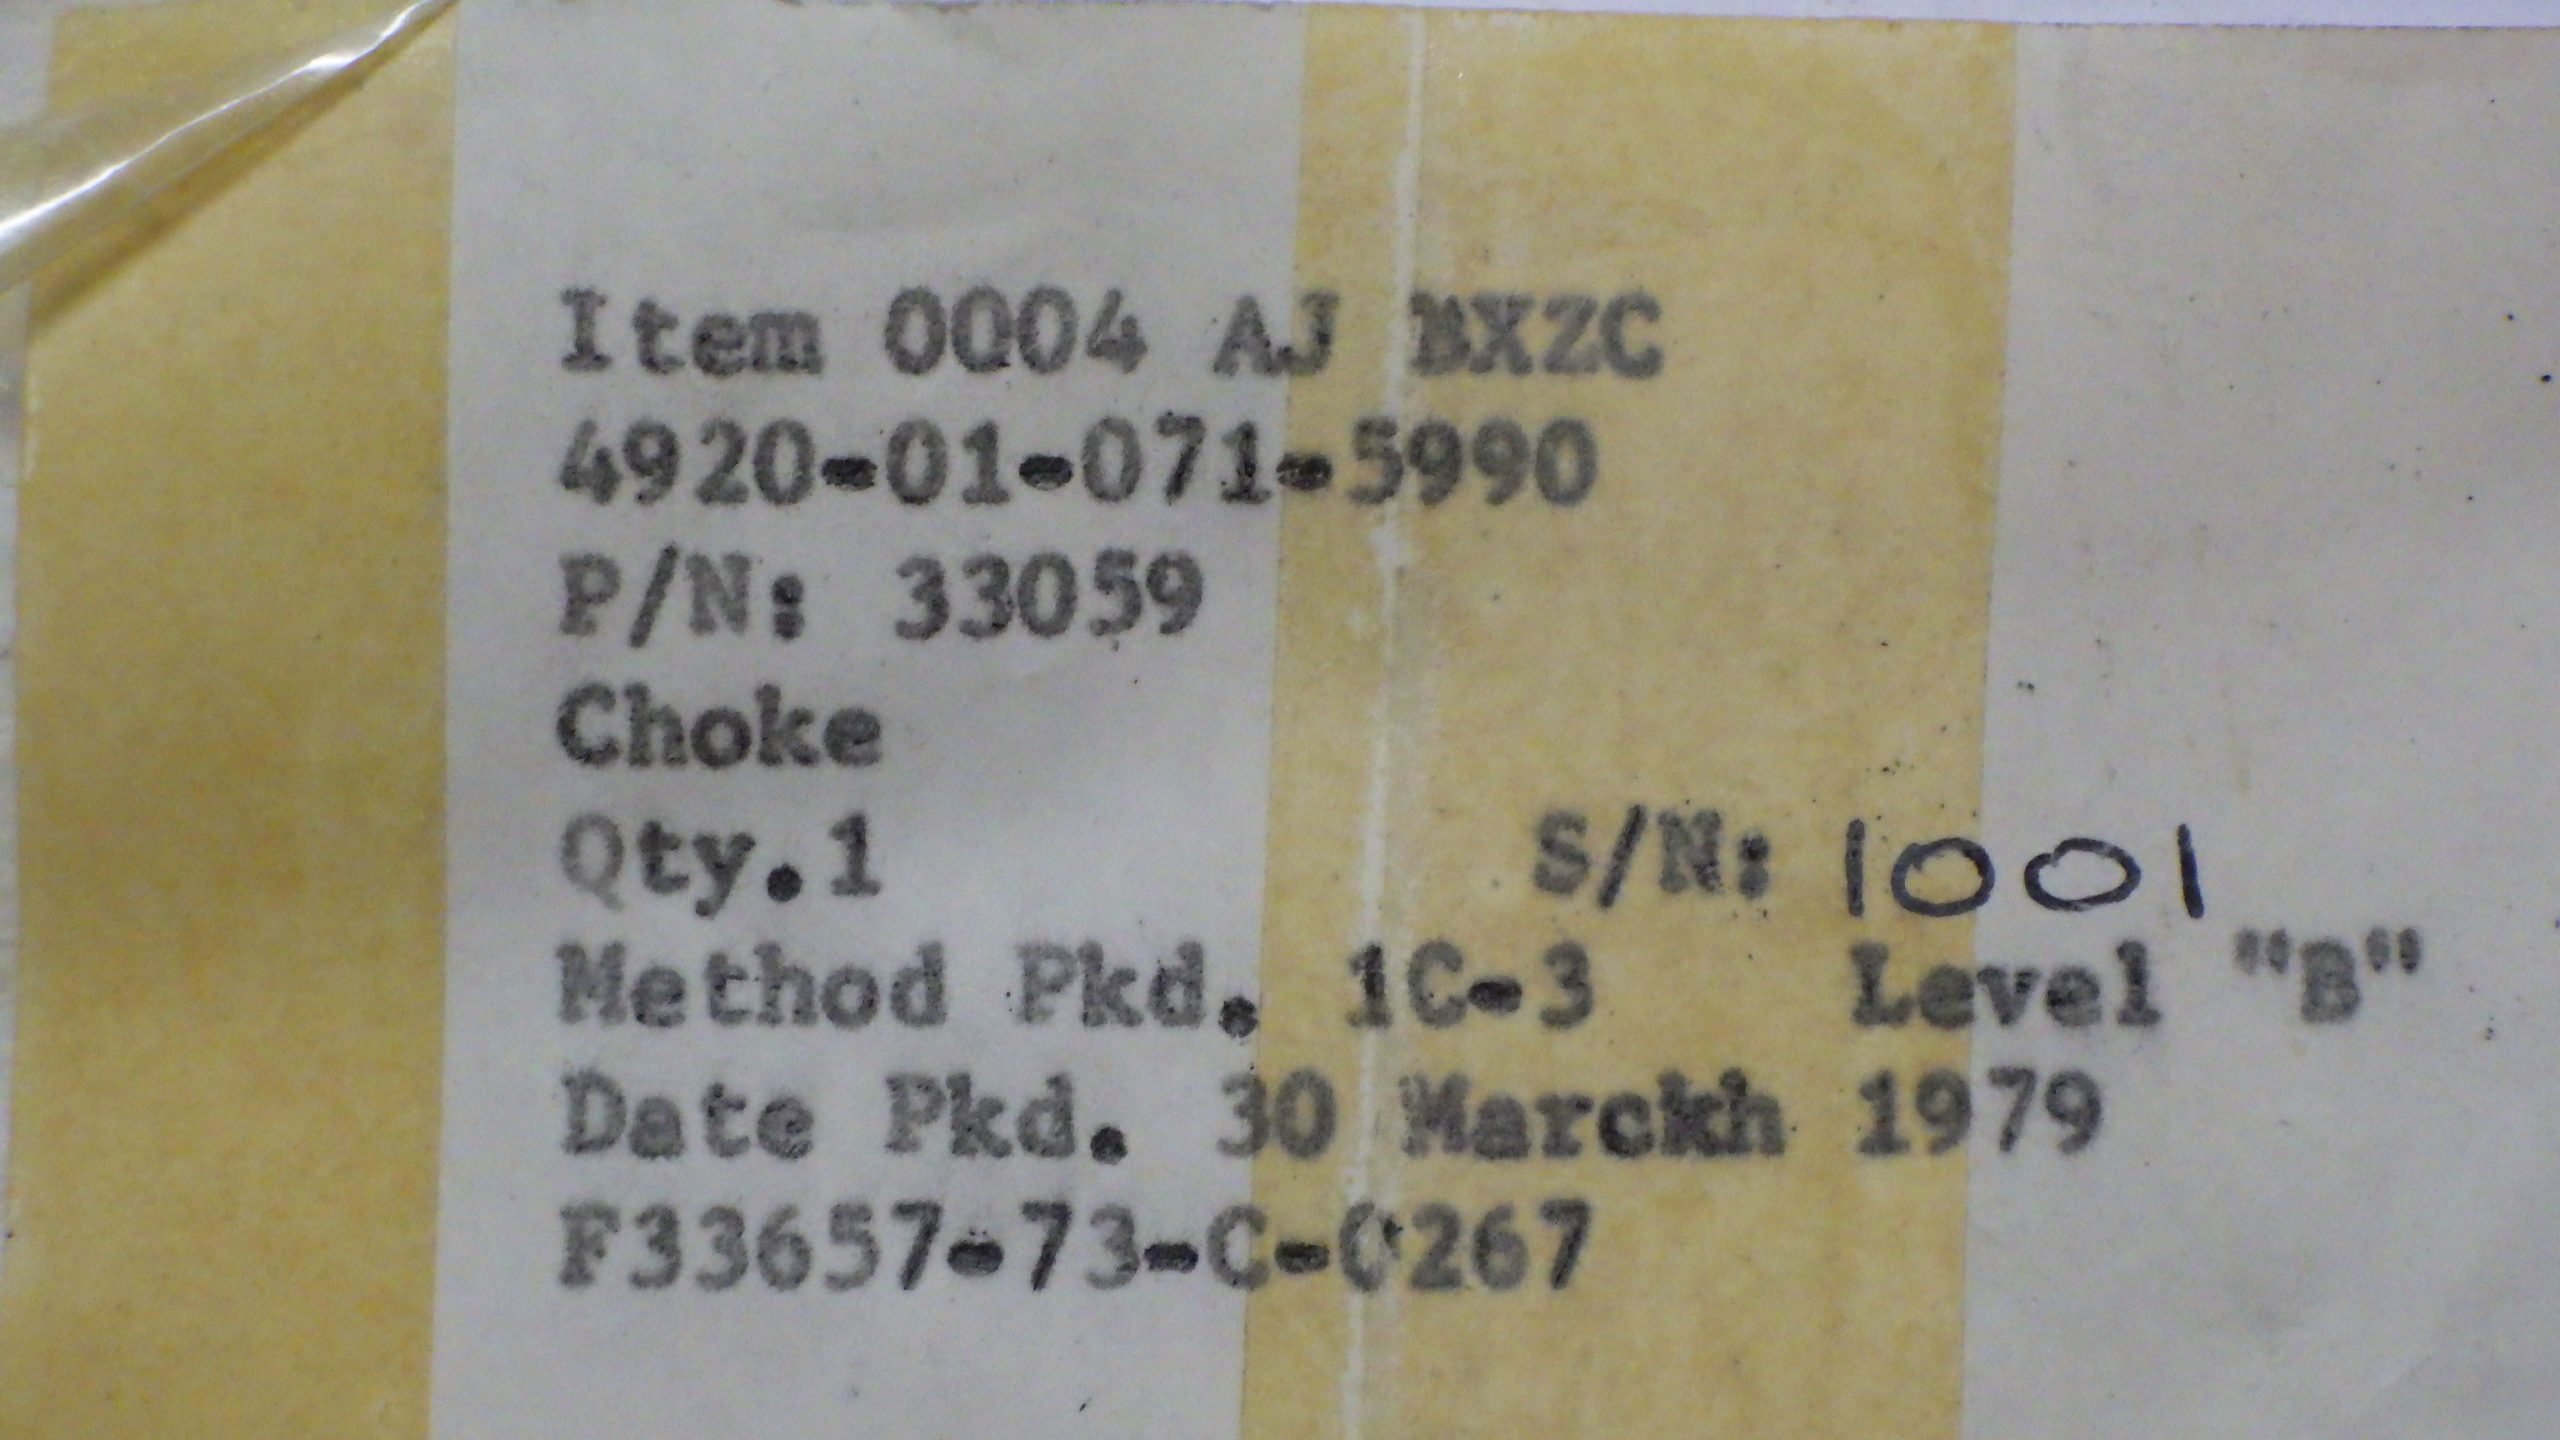 Item 0004 AJ BXZC
4920-01-071-5990
P/N: 33059
Choke
Qty.1 S/N: 1001
Method Pkd. 1C-3 Level "B"
Date Pkd. 30 Marckh 1979
F33657-73-C-0267